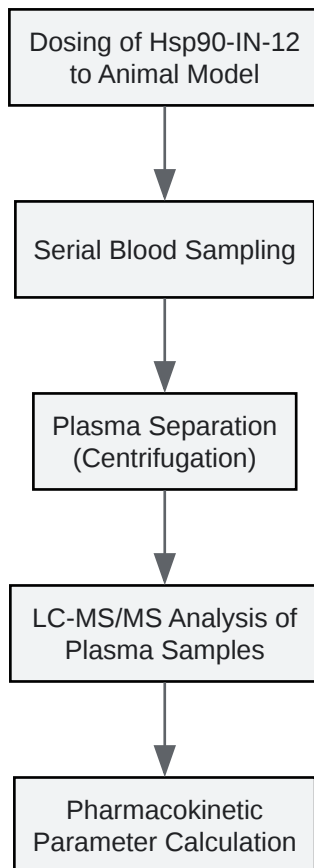 Dosing of Hsp90-IN-12
to Animal Model
Serial Blood Sampling
Plasma Separation
(Centrifugation)
LC-MS/MS Analysis of
Plasma Samples
Pharmacokinetic
Parameter Calculation